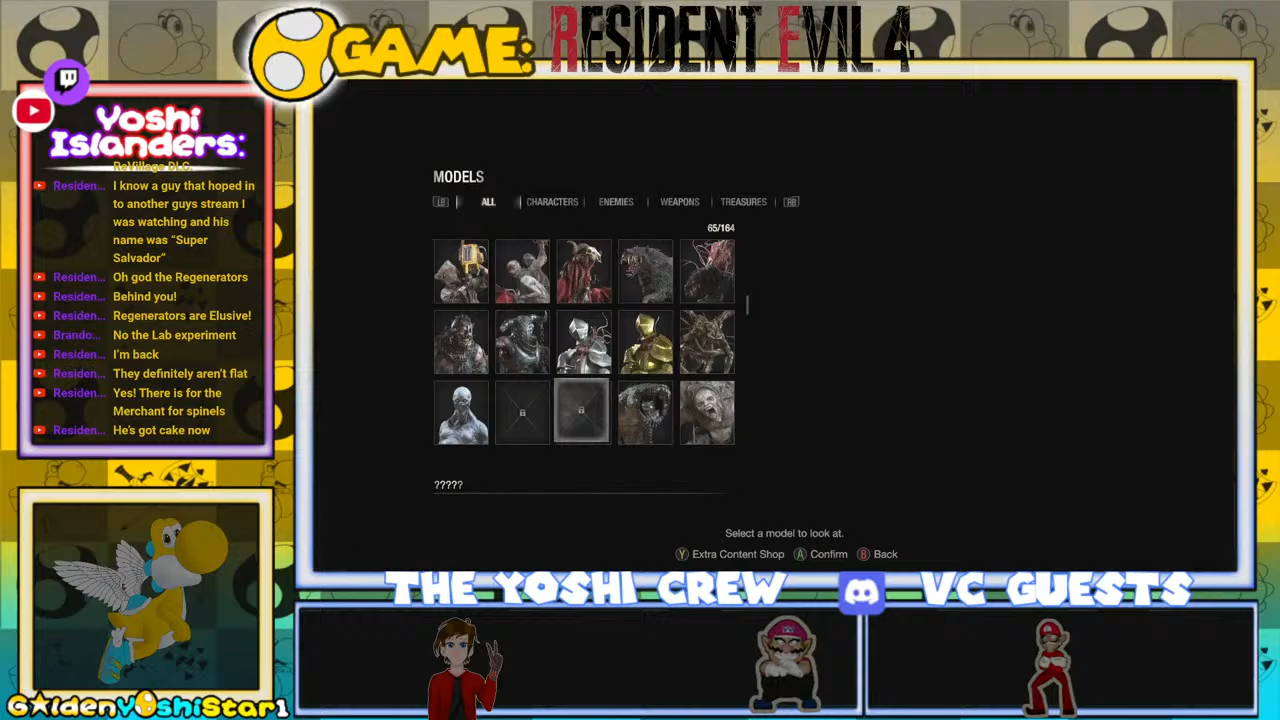 GAME:
RESIDENT EVIL 4
Yoshi
Islanders:
ReVillage DLC.
Residen... I know a guy that hoped in
to another guys stream I
was watching and his
name was “Super
Salvador”
Residen... Oh god the Regenerators
Residen... Behind you!
Residen... Regenerators are Elusive!
Brando... No the Lab experiment
Residen... I'm back
Residen... They definitely aren't flat
Residen... Yes! There is for the
Merchant for spinels
Residen... He's got cake now
MODELS
LB ALL CHARACTERS ENEMIES WEAPONS TREASURES RB
65/164
?????
Select a model to look at.
Y Extra Content Shop A Confirm B Back
THE YOSHI CREW VC GUESTS
GoldenYoshiStar1